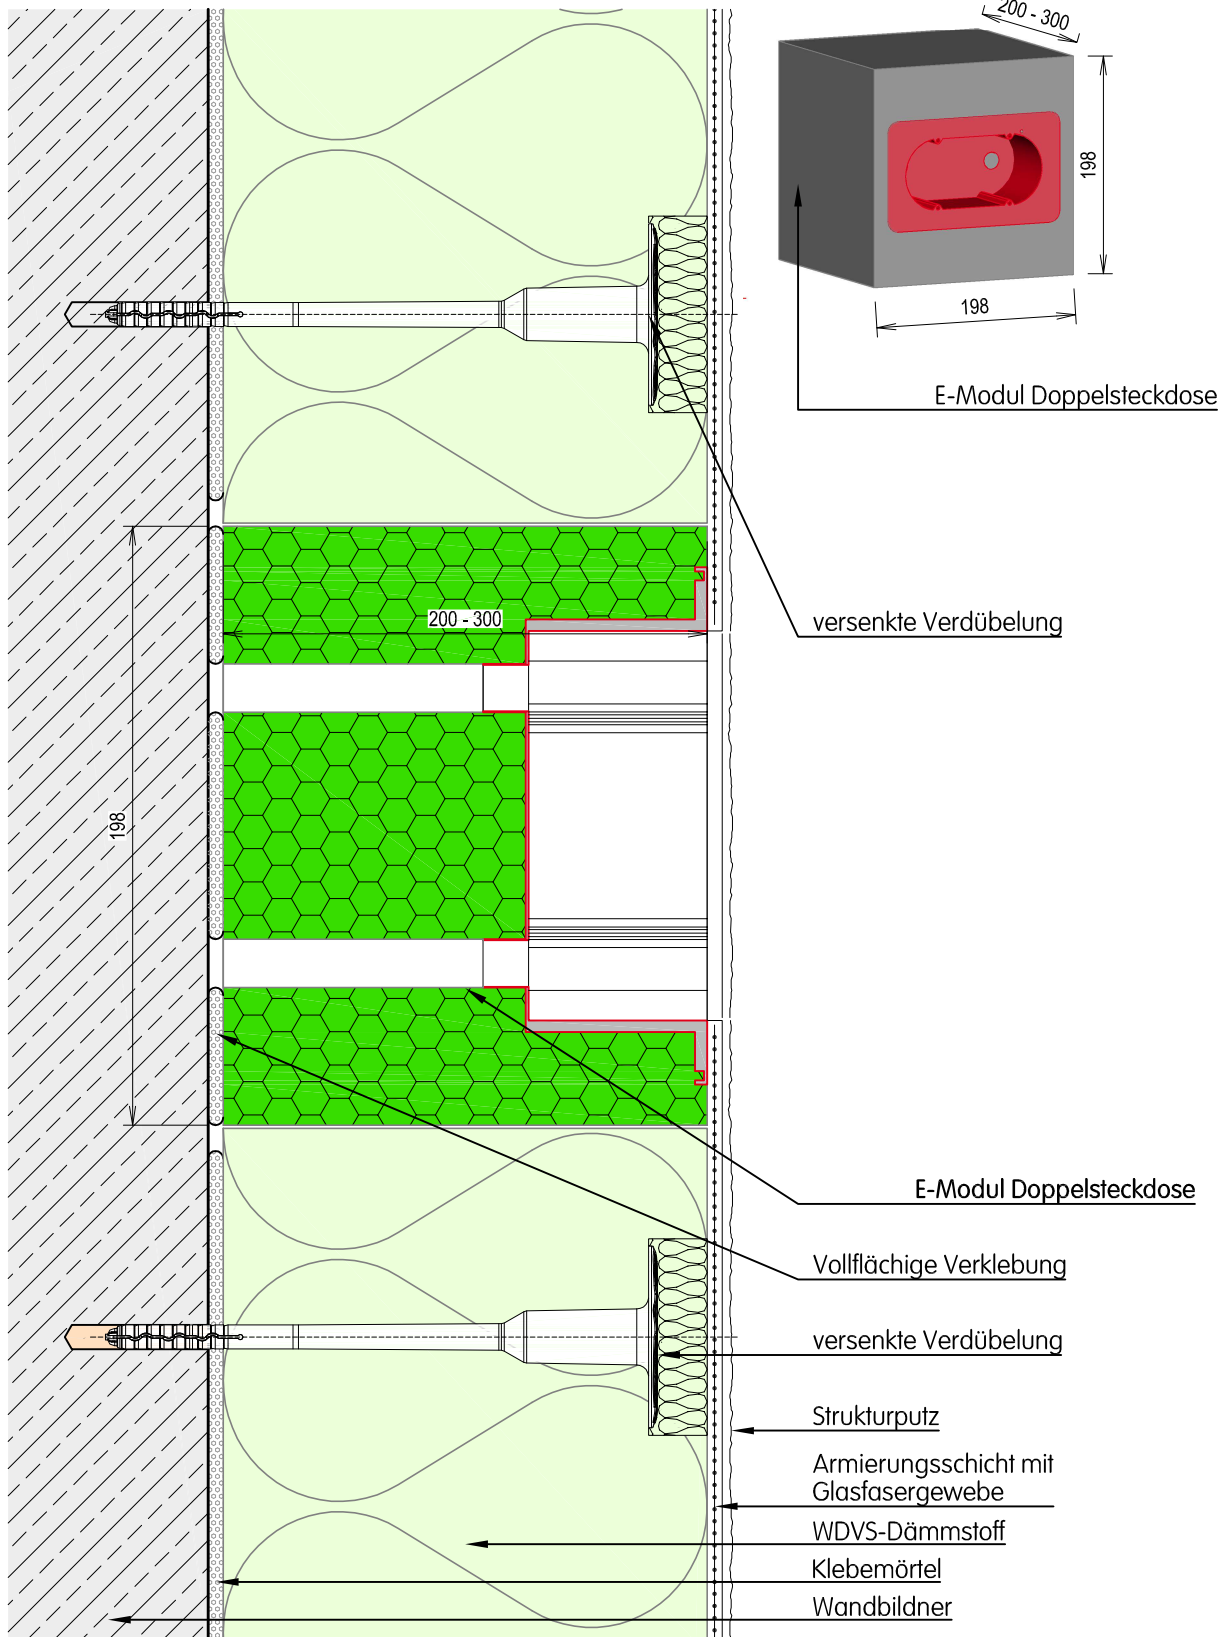 200 - 300
198
198
E-Modul Doppelsteckdose
versenkte Verdübelung
200 - 300
198
E-Modul Doppelsteckdose
Vollflächige Verklebung
versenkte Verdübelung
Strukturputz
Armierungsschicht mit
Glasfasergewebe
WDVS-Dämmstoff
Klebemörtel
Wandbildner